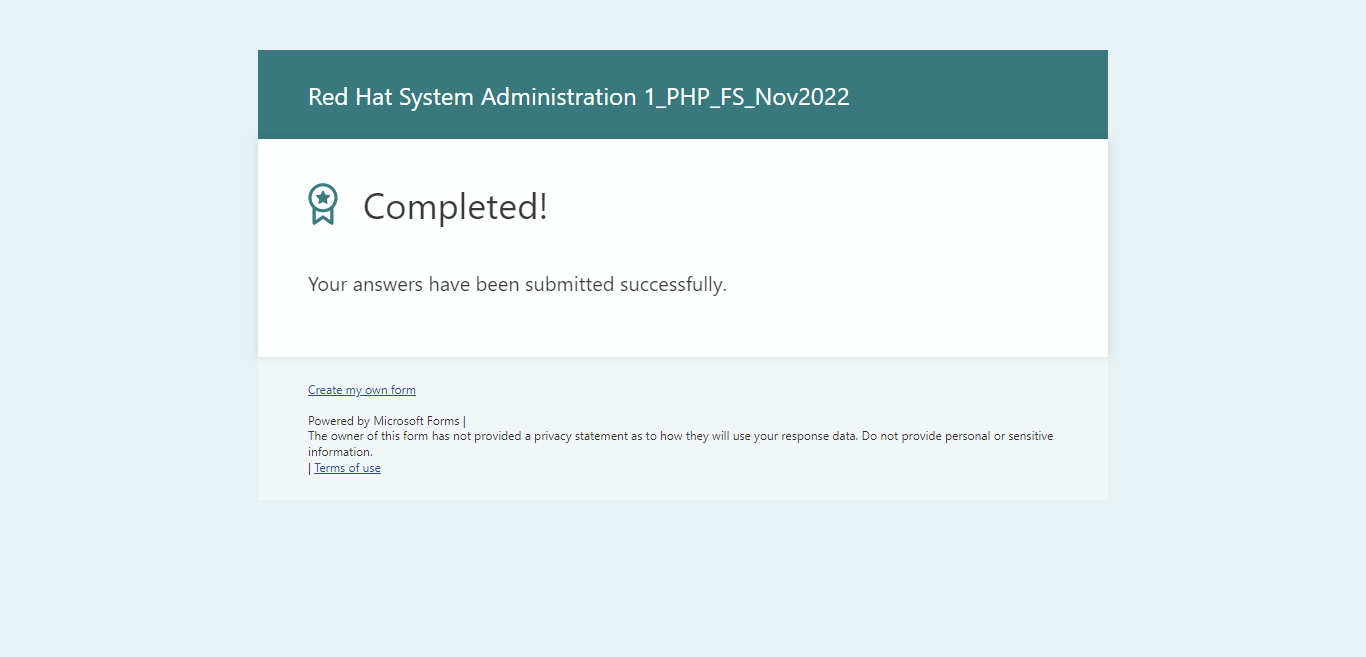 Red Hat System Administration 1_PHP_FS_Nov2022
Completed!
Your answers have been submitted successfully.
Create my own form
Powered by Microsoft Forms |
The owner of this form has not provided a privacy statement as to how they will use your response data. Do not provide personal or sensitive
information.
| Terms of use